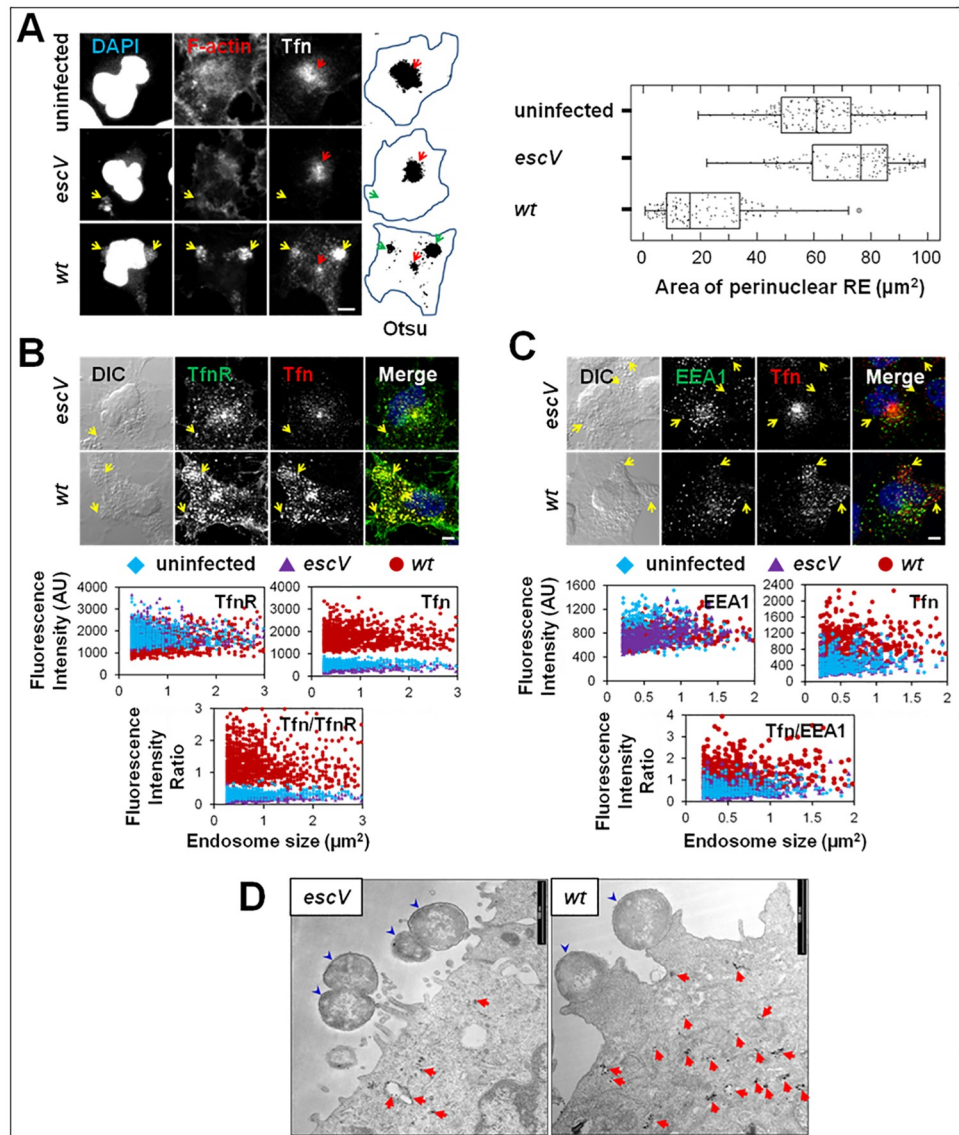 A
DAPI F-actin Tfn
uninfected
escV
wt
Otsu
uninfected
escV
wt
0 20 40 60 80 100
Area of perinuclear RE (µm²)
B
DIC TfnR Tfn Merge
escV
wt
uninfected escV wt
Fluorescence
Intensity (AU)
4000
3000
2000
1000
0
TfnR
0 1 2 3
4000
3000
2000
1000
0
Tfn
0 1 2 3
Fluorescence
Intensity
Ratio
3
2
1
0
Tfn/TfnR
0 1 2 3
Endosome size (µm²)
C
DIC EEA1 Tfn Merge
escV
wt
uninfected escV wt
Fluorescence
Intensity (AU)
1600
1200
800
400
0
EEA1
0 0.5 1 1.5 2
2400
2000
1600
1200
800
400
0
Tfn
0 0.5 1 1.5 2
Fluorescence
Intensity
Ratio
4
3
2
1
0
Tfn/EEA1
0 0.5 1 1.5 2
Endosome size (µm²)
D
escV
wt